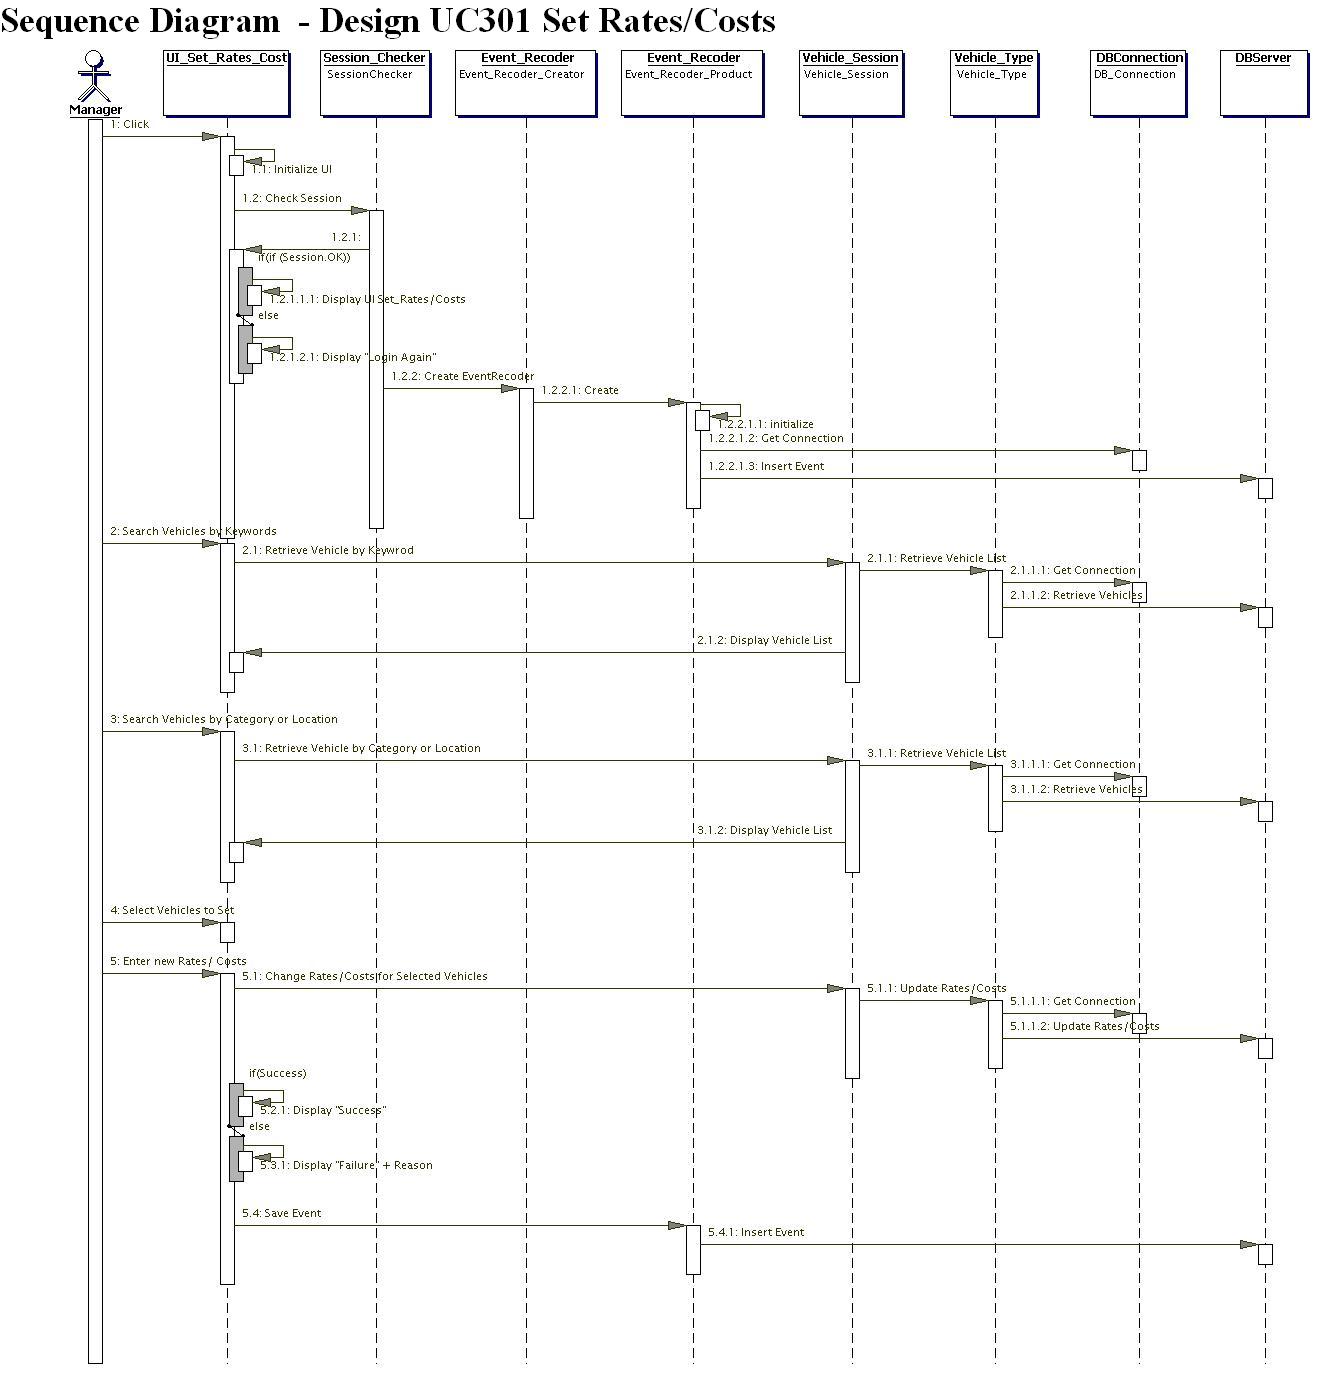 Sequence Diagram - Design UC301 Set Rates/Costs
Manager
UI_Set_Rates_Cost
Session_Checker
SessionChecker
Event_Recoder
Event_Recoder_Creator
Event_Recoder
Event_Recoder_Product
Vehicle_Session
Vehicle_Session
Vehicle_Type
Vehicle_Type
DBConnection
DB_Connection
DBServer
1: Click
1.1: Initialize UI
1.2: Check Session
1.2.1:
if(if (Session.OK))
1.2.1.1.1: Display UI Set_Rates/Costs
else
1.2.1.2.1: Display "Login Again"
1.2.2: Create EventRecoder
1.2.2.1: Create
1.2.2.1.1: initialize
1.2.2.1.2: Get Connection
1.2.2.1.3: Insert Event
2: Search Vehicles by Keywords
2.1: Retrieve Vehicle by Keywrod
2.1.1: Retrieve Vehicle List
2.1.1.1: Get Connection
2.1.1.2: Retrieve Vehicles
2.1.2: Display Vehicle List
3: Search Vehicles by Category or Location
3.1: Retrieve Vehicle by Category or Location
3.1.1: Retrieve Vehicle List
3.1.1.1: Get Connection
3.1.1.2: Retrieve Vehicles
3.1.2: Display Vehicle List
4: Select Vehicles to Set
5: Enter new Rates/ Costs
5.1: Change Rates/Costs for Selected Vehicles
5.1.1: Update Rates/Costs
5.1.1.1: Get Connection
5.1.1.2: Update Rates/Costs
if(Success)
5.2.1: Display "Success"
else
5.3.1: Display "Failure" + Reason
5.4: Save Event
5.4.1: Insert Event